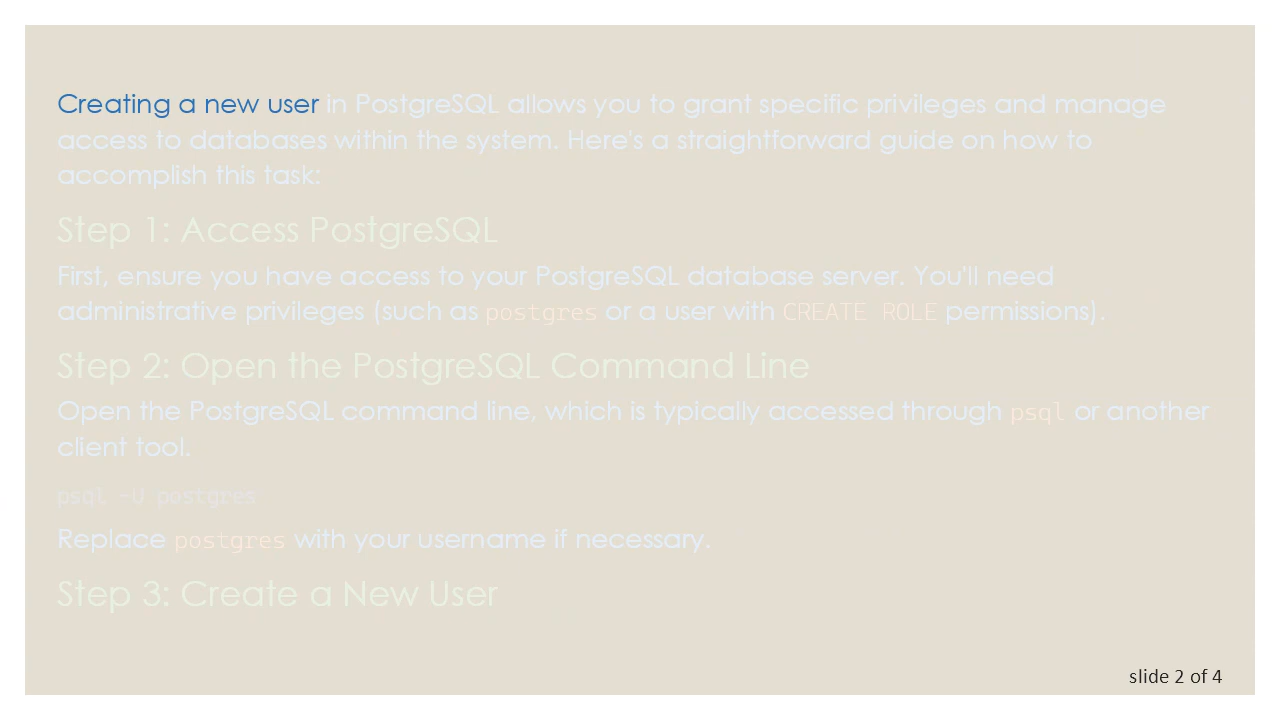 Creating a new user in PostgreSQL allows you to grant specific privileges and manage
access to databases within the system. Here's a straightforward guide on how to
accomplish this task:
Step 1: Access PostgreSQL
First, ensure you have access to your PostgreSQL database server. You'll need
administrative privileges (such as postgres or a user with CREATE ROLE permissions).
Step 2: Open the PostgreSQL Command Line
Open the PostgreSQL command line, which is typically accessed through psql or another
client tool.
psql -U postgres
Replace postgres with your username if necessary.
Step 3: Create a New User
slide 2 of 4